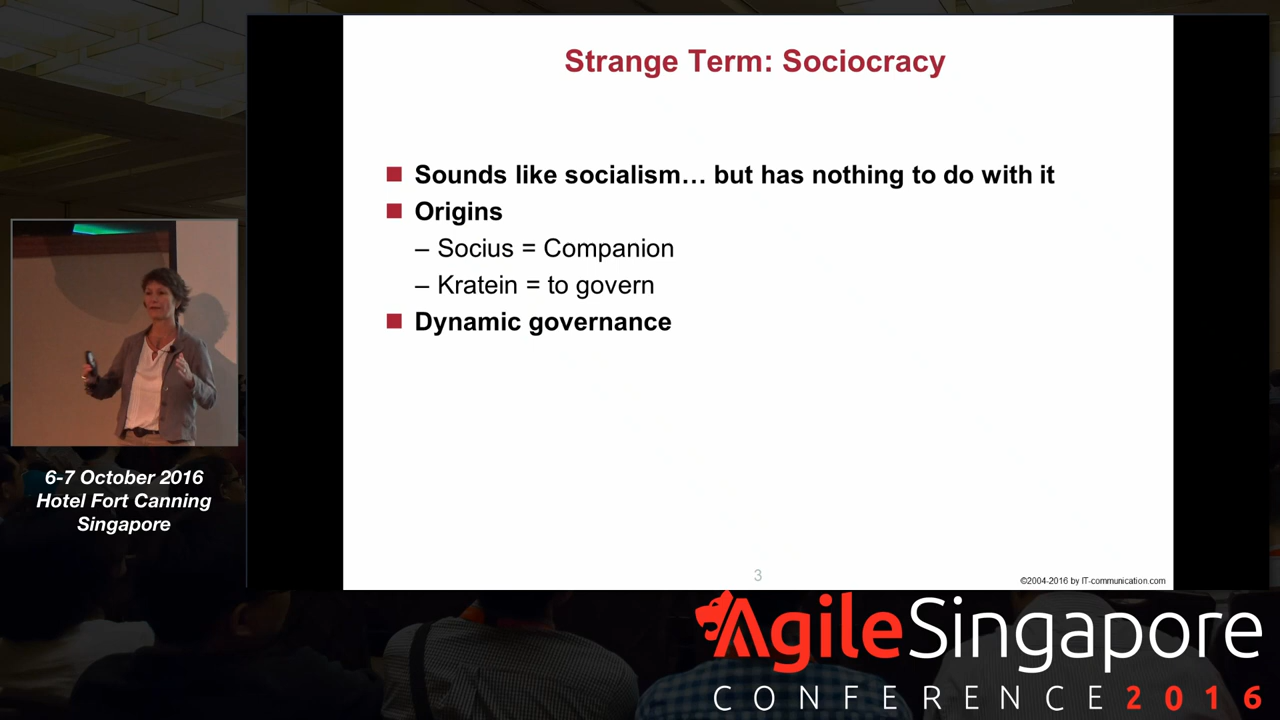 Strange Term: Sociocracy
■ Sounds like socialism… but has nothing to do with it
■ Origins
– Socius = Companion
– Kratein = to govern
■ Dynamic governance
3
©2004-2016 by IT-communication.com
6-7 October 2016
Hotel Fort Canning
Singapore
AgileSingapore
CONFERENCE 2016